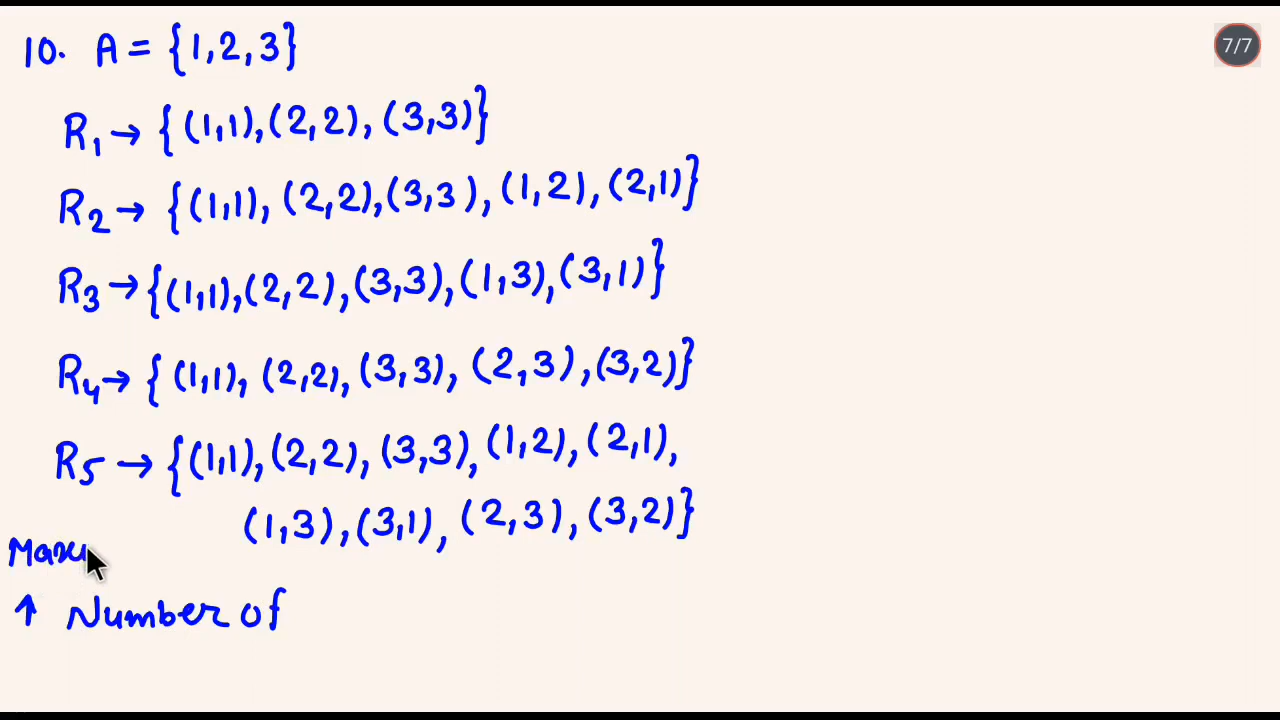 10. A = {1,2,3}
7/7
R1 → {(1,1),(2,2),(3,3)}
R2 → {(1,1),(2,2),(3,3),(1,2),(2,1)}
R3 → {(1,1),(2,2),(3,3),(1,3),(3,1)}
R4 → {(1,1),(2,2),(3,3),(2,3),(3,2)}
R5 → {(1,1),(2,2),(3,3),(1,2),(2,1),
(1,3),(3,1),(2,3),(3,2)}
↑ Number of